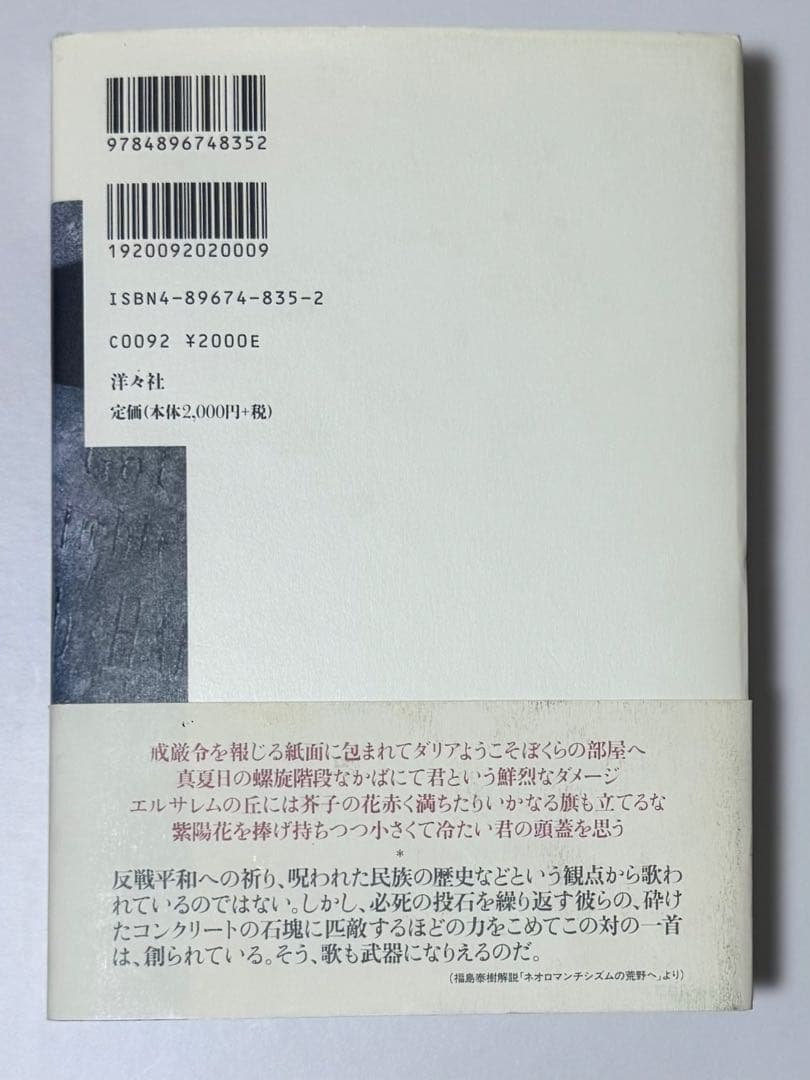 9784896748352
1920092020009
ISBN4-89674-835-2
C0092 ¥2000E
洋々社
定価(本体2,000円+税)
戒厳令を報じる紙面に包まれてダリアようこそぼくらの部屋へ
真夏日の螺旋階段なかばにて君という鮮烈なダメージ
エルサレムの丘には芥子の花赤く満ちたりいかなる旗も立てるな
紫陽花を捧げ持ちつつ小さくて冷たい君の頭蓋を思う
*
反戦平和への祈り、呪われた民族の歴史などという観点から歌わ
れているのではない。しかし、必死の投石を繰り返す彼らの、砕け
たコンクリートの石塊に匹敵するほどの力をこめてこの対の一首
は、創られている。そう、歌も武器になりえるのだ。
(福島泰樹解説「ネオロマンチシズムの荒野へ」より)